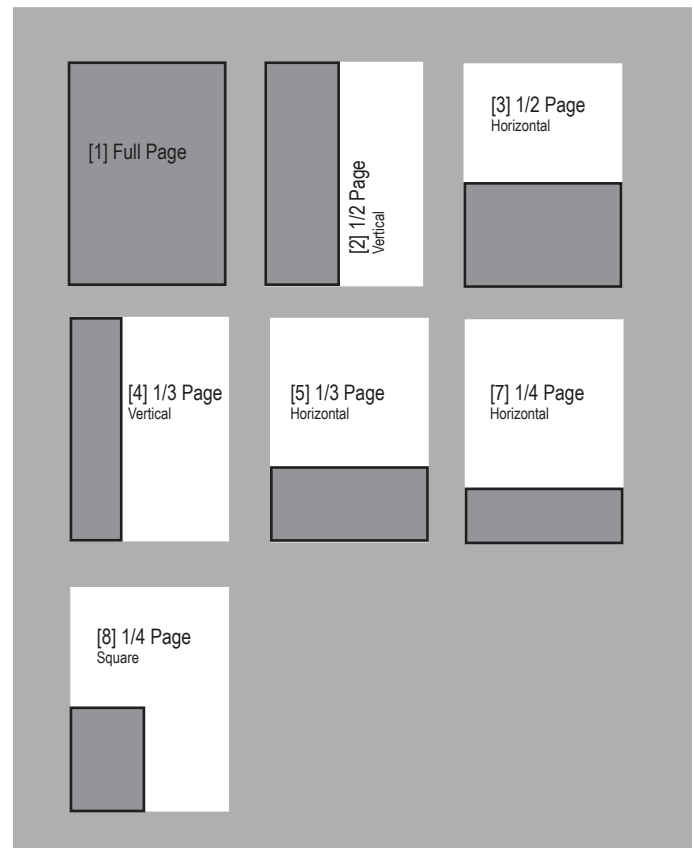 [1] Full Page
[2] 1/2 Page
Vertical
[3] 1/2 Page
Horizontal
[4] 1/3 Page
Vertical
[5] 1/3 Page
Horizontal
[7] 1/4 Page
Horizontal
[8] 1/4 Page
Square